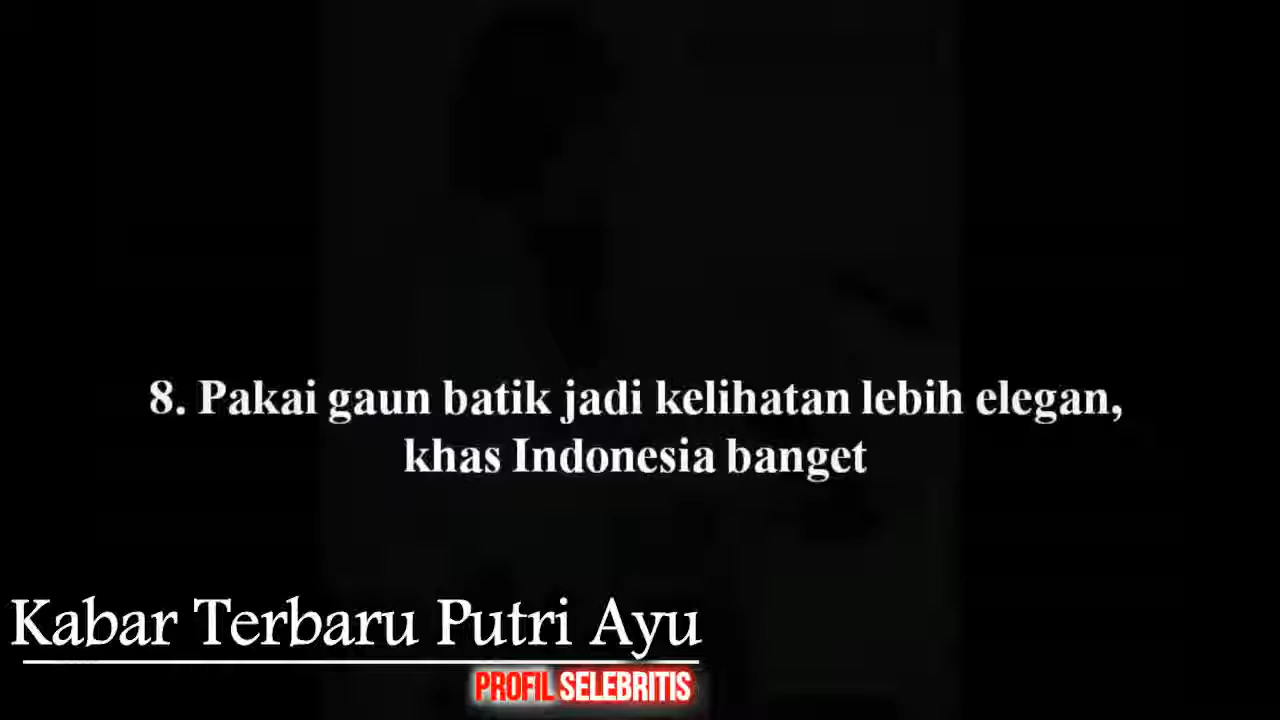 8. Pakai gaun batik jadi kelihatan lebih elegan,
khas Indonesia banget
Kabar Terbaru Putri Ayu
PROFIL SELEBRITIS